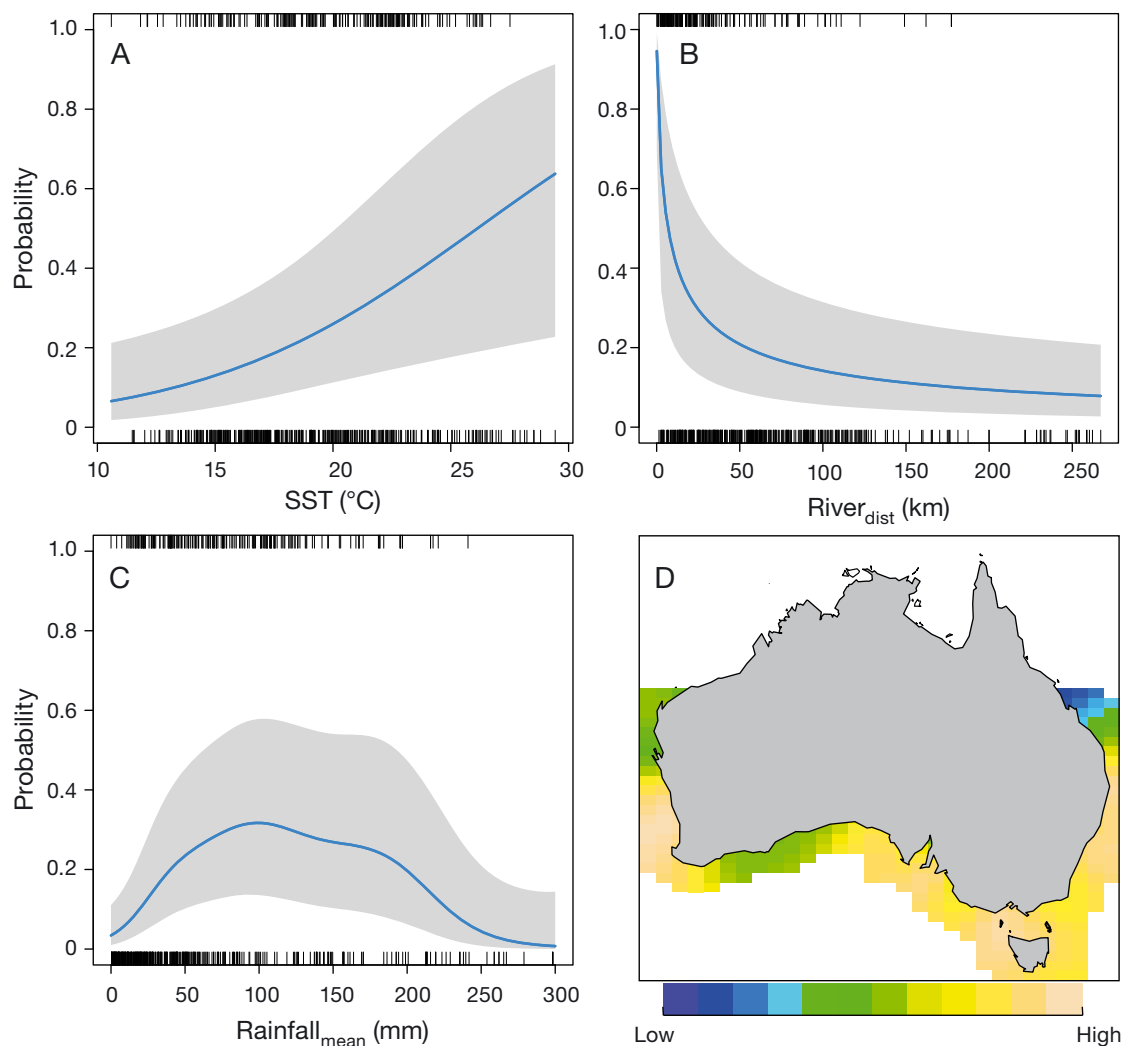 A
1.0
0.8
0.6
0.4
0.2
0
Probability
10 15 20 25 30
SST (°C)
B
1.0
0.8
0.6
0.4
0.2
0
0 50 100 150 200 250
River_dist (km)
C
1.0
0.8
0.6
0.4
0.2
0
Probability
0 50 100 150 200 250 300
Rainfall_mean (mm)
D
Low High